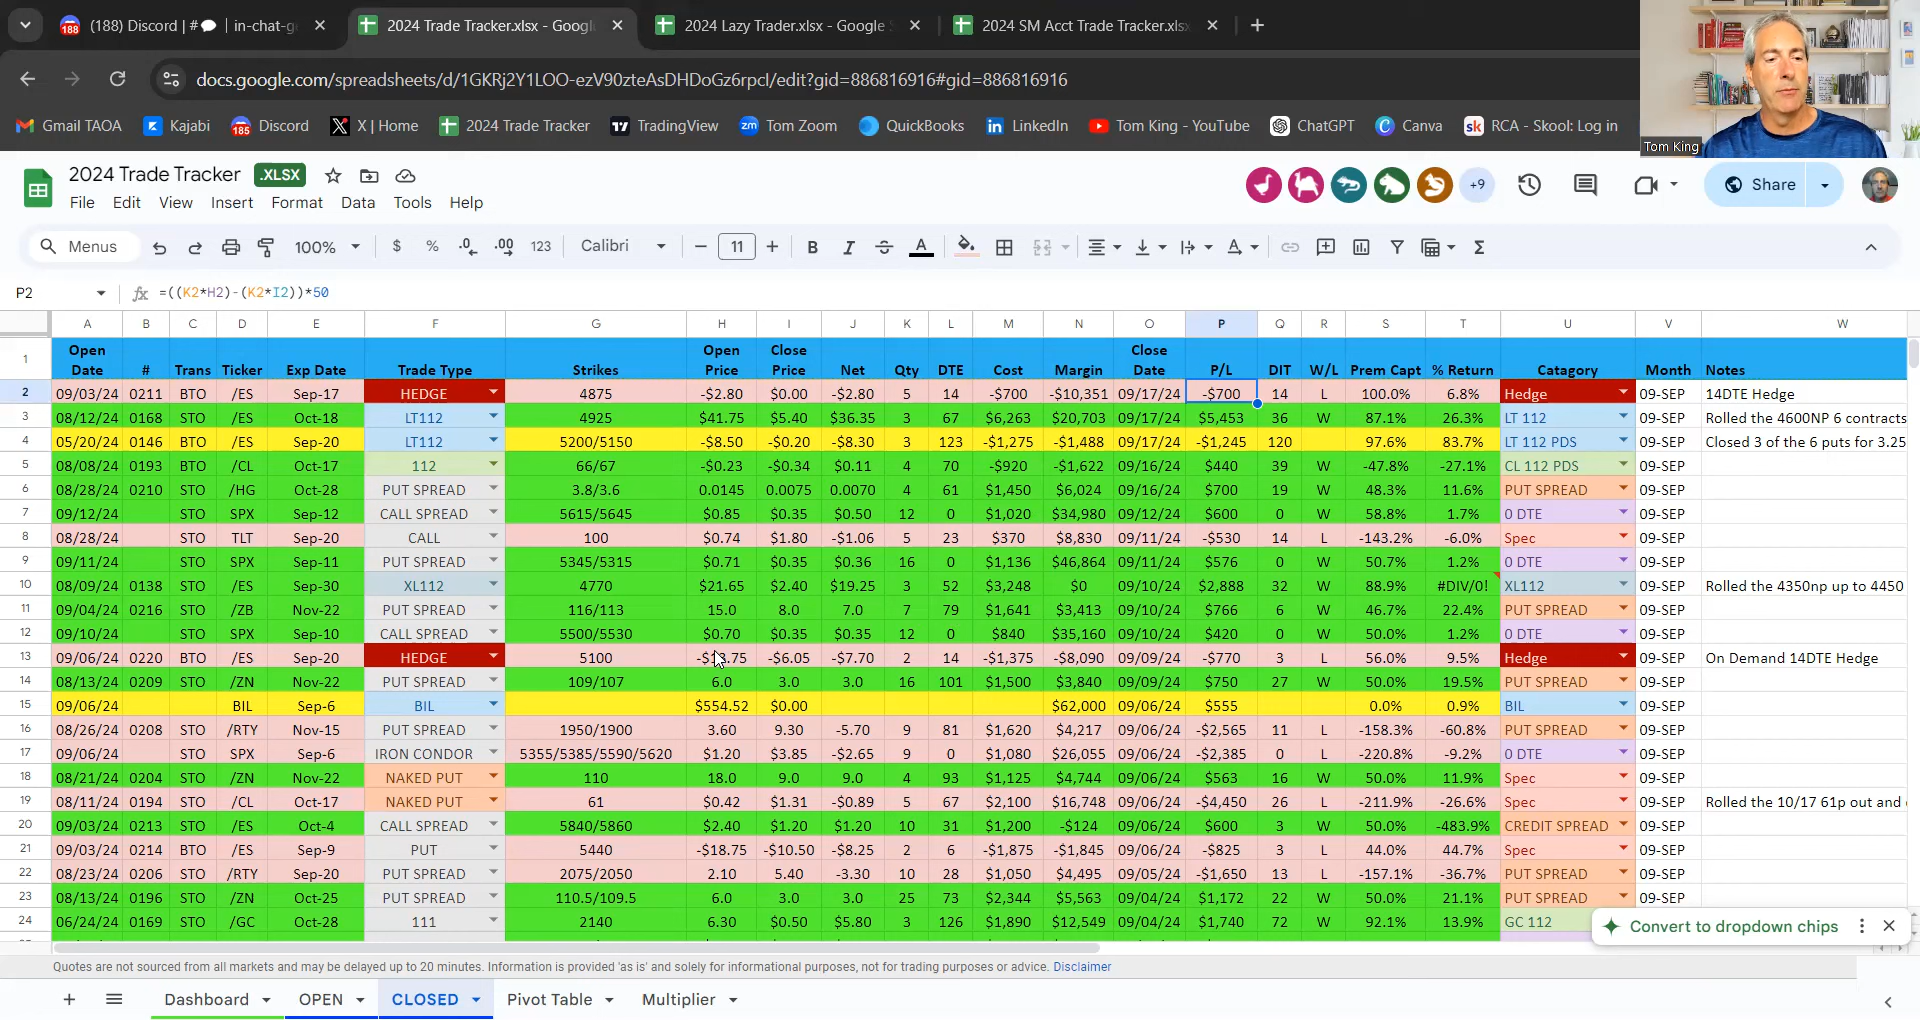 (188) Discord | # in-chat-ge
2024 Trade Tracker.xlsx - Google
2024 Lazy Trader.xlsx - Google S
2024 SM Acct Trade Tracker.xlsx
docs.google.com/spreadsheets/d/1GKRj2Y1LOO-ezV90zteAsDHDoGz6rpcI/edit?gid=886816916#gid=886816916
Gmail TAOA Kajabi Discord X | Home 2024 Trade Tracker TradingView Tom Zoom QuickBooks LinkedIn Tom King - YouTube ChatGPT Canva RCA - Skool: Log in
Tom King
2024 Trade Tracker .XLSX
+9 Share
File Edit View Insert Format Data Tools Help
Menus 100% $ % .0 .00 123 Calibri 11 B I
P2 =((K2*H2)-(K2*I2))*50
A B C D E F G H I J K L M N O P Q R S T U V W
1 Open Date # Trans Ticker Exp Date Trade Type Strikes Open Price Close Price Net Qty DTE Cost Margin Close Date P/L DIT W/L Prem Capt % Return Catagory Month Notes
2 09/03/24 0211 BTO /ES Sep-17 HEDGE 4875 -$2.80 $0.00 -$2.80 5 14 -$700 -$10,351 09/17/24 -$700 14 L 100.0% 6.8% Hedge 09-SEP 14DTE Hedge
3 08/12/24 0168 STO /ES Oct-18 LT112 4925 $41.75 $5.40 $36.35 3 67 $6,263 $20,703 09/17/24 $5,453 36 W 87.1% 26.3% LT 112 09-SEP Rolled the 4600NP 6 contracts
4 05/20/24 0146 BTO /ES Sep-20 LT112 5200/5150 -$8.50 -$0.20 -$8.30 3 123 -$1,275 -$1,488 09/17/24 -$1,245 120 97.6% 83.7% LT 112 PDS 09-SEP Closed 3 of the 6 puts for 3.25
5 08/08/24 0193 BTO /CL Oct-17 112 66/67 -$0.23 -$0.34 $0.11 4 70 -$920 -$1,622 09/16/24 $440 39 W -47.8% -27.1% CL 112 PDS 09-SEP
6 08/28/24 0210 STO /HG Oct-28 PUT SPREAD 3.8/3.6 0.0145 0.0075 0.0070 4 61 $1,450 $6,024 09/16/24 $700 19 W 48.3% 11.6% PUT SPREAD 09-SEP
7 09/12/24 STO SPX Sep-12 CALL SPREAD 5615/5645 $0.85 $0.35 $0.50 12 0 $1,020 $34,980 09/12/24 $600 0 W 58.8% 1.7% 0 DTE 09-SEP
8 08/28/24 STO TLT Sep-20 CALL 100 $0.74 $1.80 -$1.06 5 23 $370 $8,830 09/11/24 -$530 14 L -143.2% -6.0% Spec 09-SEP
9 09/11/24 STO SPX Sep-11 PUT SPREAD 5345/5315 $0.71 $0.35 $0.36 16 0 $1,136 $46,864 09/11/24 $576 0 W 50.7% 1.2% 0 DTE 09-SEP
10 08/09/24 0138 STO /ES Sep-30 XL112 4770 $21.65 $2.40 $19.25 3 52 $3,248 $0 09/10/24 $2,888 32 W 88.9% #DIV/0! XL112 09-SEP Rolled the 4350np up to 4450
11 09/04/24 0216 STO /ZB Nov-22 PUT SPREAD 116/113 15.0 8.0 7.0 7 79 $1,641 $3,413 09/10/24 $766 6 W 46.7% 22.4% PUT SPREAD 09-SEP
12 09/10/24 STO SPX Sep-10 CALL SPREAD 5500/5530 $0.70 $0.35 $0.35 12 0 $840 $35,160 09/10/24 $420 0 W 50.0% 1.2% 0 DTE 09-SEP
13 09/06/24 0220 BTO /ES Sep-20 HEDGE 5100 -$6.05 -$7.70 2 14 -$1,375 -$8,090 09/09/24 -$770 3 L 56.0% 9.5% Hedge 09-SEP On Demand 14DTE Hedge
14 08/13/24 0209 STO /ZN Nov-22 PUT SPREAD 109/107 6.0 3.0 3.0 16 101 $1,500 $3,840 09/09/24 $750 27 W 50.0% 19.5% PUT SPREAD 09-SEP
15 09/06/24 BIL Sep-6 BIL $554.52 $0.00 $62,000 09/06/24 $555 0.0% 0.9% BIL 09-SEP
16 08/26/24 0208 STO /RTY Nov-15 PUT SPREAD 1950/1900 3.60 9.30 -5.70 9 81 $1,620 $4,217 09/06/24 -$2,565 11 L -158.3% -60.8% PUT SPREAD 09-SEP
17 09/06/24 STO SPX Sep-6 IRON CONDOR 5355/5385/5590/5620 $1.20 $3.85 -$2.65 9 0 $1,080 $26,055 09/06/24 -$2,385 0 L -220.8% -9.2% 0 DTE 09-SEP
18 08/21/24 0204 STO /ZN Nov-22 NAKED PUT 110 18.0 9.0 9.0 4 93 $1,125 $4,744 09/06/24 $563 16 W 50.0% 11.9% Spec 09-SEP
19 08/11/24 0194 STO /CL Oct-17 NAKED PUT 61 $0.42 $1.31 -$0.89 5 67 $2,100 $16,748 09/06/24 -$4,450 26 L -211.9% -26.6% Spec 09-SEP Rolled the 10/17 61p out and
20 09/03/24 0213 STO /ES Oct-4 CALL SPREAD 5840/5860 $2.40 $1.20 $1.20 10 31 $1,200 -$124 09/06/24 $600 3 W 50.0% -483.9% CREDIT SPREAD 09-SEP
21 09/03/24 0214 BTO /ES Sep-9 PUT 5440 -$18.75 -$10.50 -$8.25 2 6 -$1,875 -$1,845 09/06/24 -$825 3 L 44.0% 44.7% Spec 09-SEP
22 08/23/24 0206 STO /RTY Sep-20 PUT SPREAD 2075/2050 2.10 5.40 -3.30 10 28 $1,050 $4,495 09/05/24 -$1,650 13 L -157.1% -36.7% PUT SPREAD 09-SEP
23 08/13/24 0196 STO /ZN Oct-25 PUT SPREAD 110.5/109.5 6.0 3.0 3.0 25 73 $2,344 $5,563 09/04/24 $1,172 22 W 50.0% 21.1% PUT SPREAD 09-SEP
24 06/24/24 0169 STO /GC Oct-28 111 2140 6.30 $0.50 $5.80 3 126 $1,890 $12,549 09/04/24 $1,740 72 W 92.1% 13.9% GC 112
Convert to dropdown chips
Quotes are not sourced from all markets and may be delayed up to 20 minutes. Information is provided 'as is' and solely for informational purposes, not for trading purposes or advice. Disclaimer
Dashboard OPEN CLOSED Pivot Table Multiplier